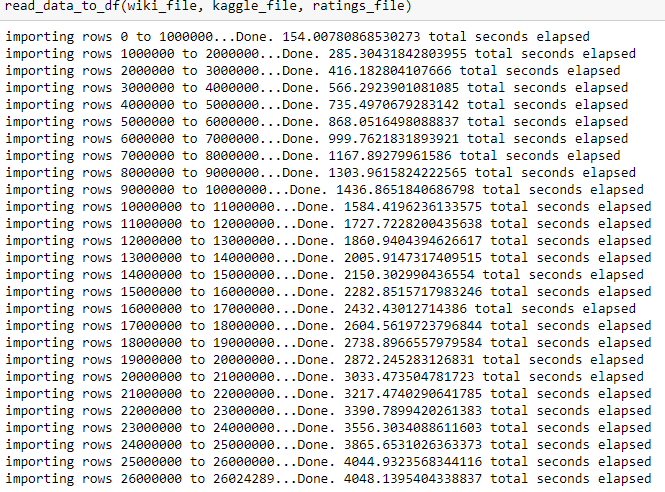 read_data_to_df(wiki_file, kaggle_file, ratings_file)
importing rows 0 to 1000000...Done. 154.00780868530273 total seconds elapsed
importing rows 1000000 to 2000000...Done. 285.30431842803955 total seconds elapsed
importing rows 2000000 to 3000000...Done. 416.182804107666 total seconds elapsed
importing rows 3000000 to 4000000...Done. 566.2923901081085 total seconds elapsed
importing rows 4000000 to 5000000...Done. 735.4970679283142 total seconds elapsed
importing rows 5000000 to 6000000...Done. 868.0516498088837 total seconds elapsed
importing rows 6000000 to 7000000...Done. 999.7621831893921 total seconds elapsed
importing rows 7000000 to 8000000...Done. 1167.89279961586 total seconds elapsed
importing rows 8000000 to 9000000...Done. 1303.9615824222565 total seconds elapsed
importing rows 9000000 to 10000000...Done. 1436.8651840686798 total seconds elapsed
importing rows 10000000 to 11000000...Done. 1584.4196236133575 total seconds elapsed
importing rows 11000000 to 12000000...Done. 1727.7228200435638 total seconds elapsed
importing rows 12000000 to 13000000...Done. 1860.9404394626617 total seconds elapsed
importing rows 13000000 to 14000000...Done. 2005.9147317409515 total seconds elapsed
importing rows 14000000 to 15000000...Done. 2150.302990436554 total seconds elapsed
importing rows 15000000 to 16000000...Done. 2282.8515717983246 total seconds elapsed
importing rows 16000000 to 17000000...Done. 2432.43012714386 total seconds elapsed
importing rows 17000000 to 18000000...Done. 2604.5619723796844 total seconds elapsed
importing rows 18000000 to 19000000...Done. 2738.8966557979584 total seconds elapsed
importing rows 19000000 to 20000000...Done. 2872.245283126831 total seconds elapsed
importing rows 20000000 to 21000000...Done. 3033.473504781723 total seconds elapsed
importing rows 21000000 to 22000000...Done. 3217.4740290641785 total seconds elapsed
importing rows 22000000 to 23000000...Done. 3390.7899420261383 total seconds elapsed
importing rows 23000000 to 24000000...Done. 3556.3034088611603 total seconds elapsed
importing rows 24000000 to 25000000...Done. 3865.6531026363373 total seconds elapsed
importing rows 25000000 to 26000000...Done. 4044.9323568344116 total seconds elapsed
importing rows 26000000 to 26024289...Done. 4048.1395404338837 total seconds elapsed